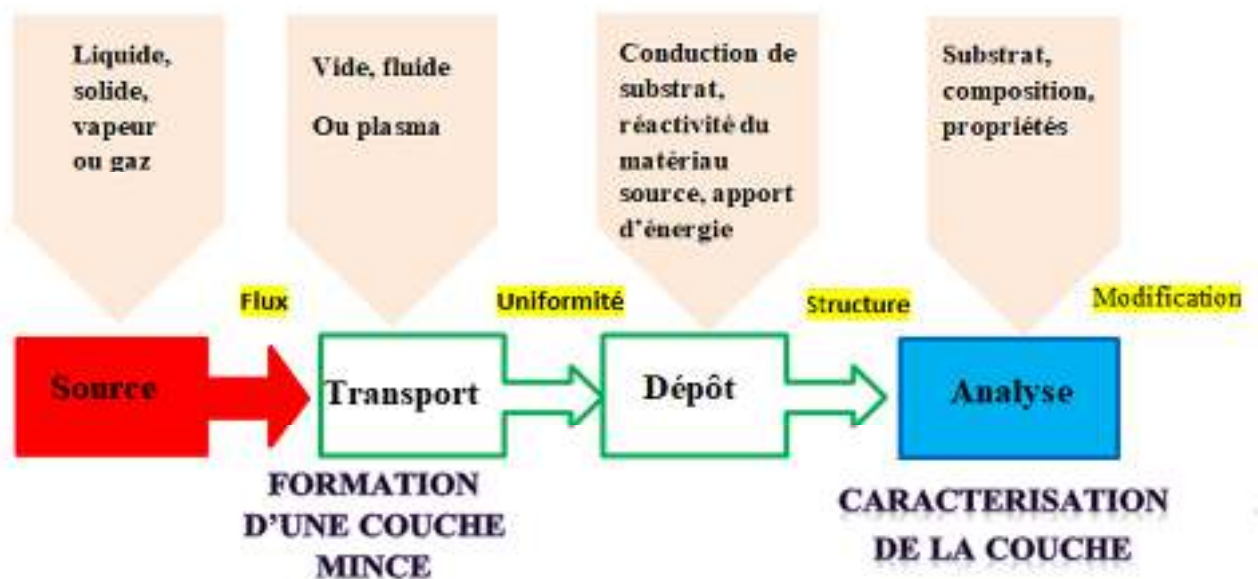 Liquide,
solide,
vapeur
ou gaz
Vide, fluide
Ou plasma
Conduction de
substrat,
réactivité du
matériau
source, apport
d'énergie
Substrat,
composition,
propriétés
Flux
Uniformité
Structure
Modification
Source
Transport
Dépôt
Analyse
FORMATION
D'UNE COUCHE
MINCE
CARACTERISATION
DE LA COUCHE